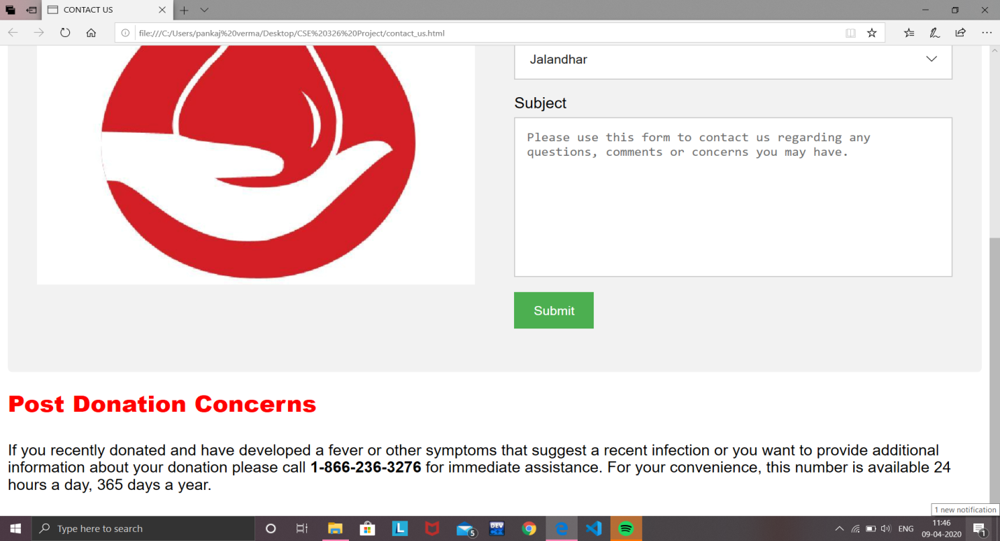 CONTACT US
file:///C:/Users/pankaj%20verma/Desktop/CSE%20326%20Project/contact_us.html
Jalandhar
Subject
Please use this form to contact us regarding any
questions, comments or concerns you may have.
Submit
Post Donation Concerns
If you recently donated and have developed a fever or other symptoms that suggest a recent infection or you want to provide additional
information about your donation please call 1-866-236-3276 for immediate assistance. For your convenience, this number is available 24
hours a day, 365 days a year.
1 new notification
Type here to search
L
5
DEV
ENG
11:46
09-04-2020
1